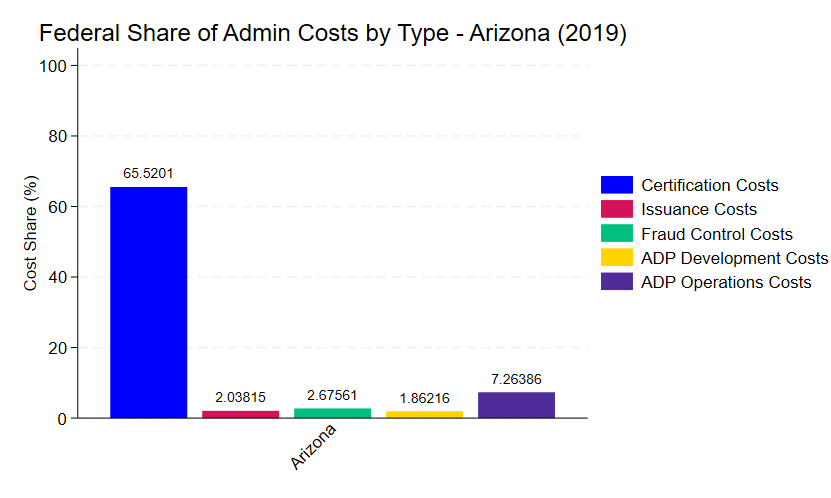 Federal Share of Admin Costs by Type - Arizona (2019)
100
80
60
40
20
0
Cost Share (%)
65.5201
2.03815
2.67561
1.86216
7.26386
Arizona
Certification Costs
Issuance Costs
Fraud Control Costs
ADP Development Costs
ADP Operations Costs